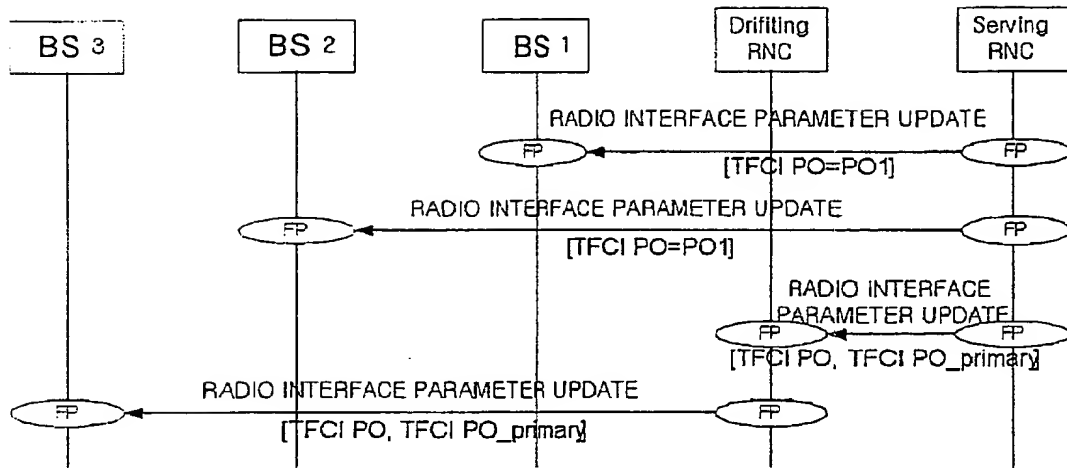 BS 3
BS 2
BS 1
Drifiting
RNC
Serving
RNC
RADIO INTERFACE PARAMETER UPDATE
FP
FP
[TFCI PO=PO1]
RADIO INTERFACE PARAMETER UPDATE
FP
FP
[TFCI PO=PO1]
RADIO INTERFACE
PARAMETER UPDATE
FP
FP
[TFCI PO, TFCI PO_primary]
RADIO INTERFACE PARAMETER UPDATE
FP
FP
[TFCI PO, TFCI PO_primary]